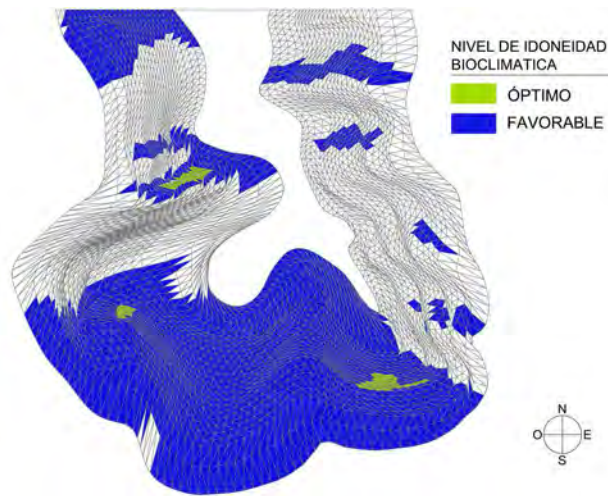 NIVEL DE IDONEIDAD
BIOCLIMATICA
ÓPTIMO
FAVORABLE
N
O E
S